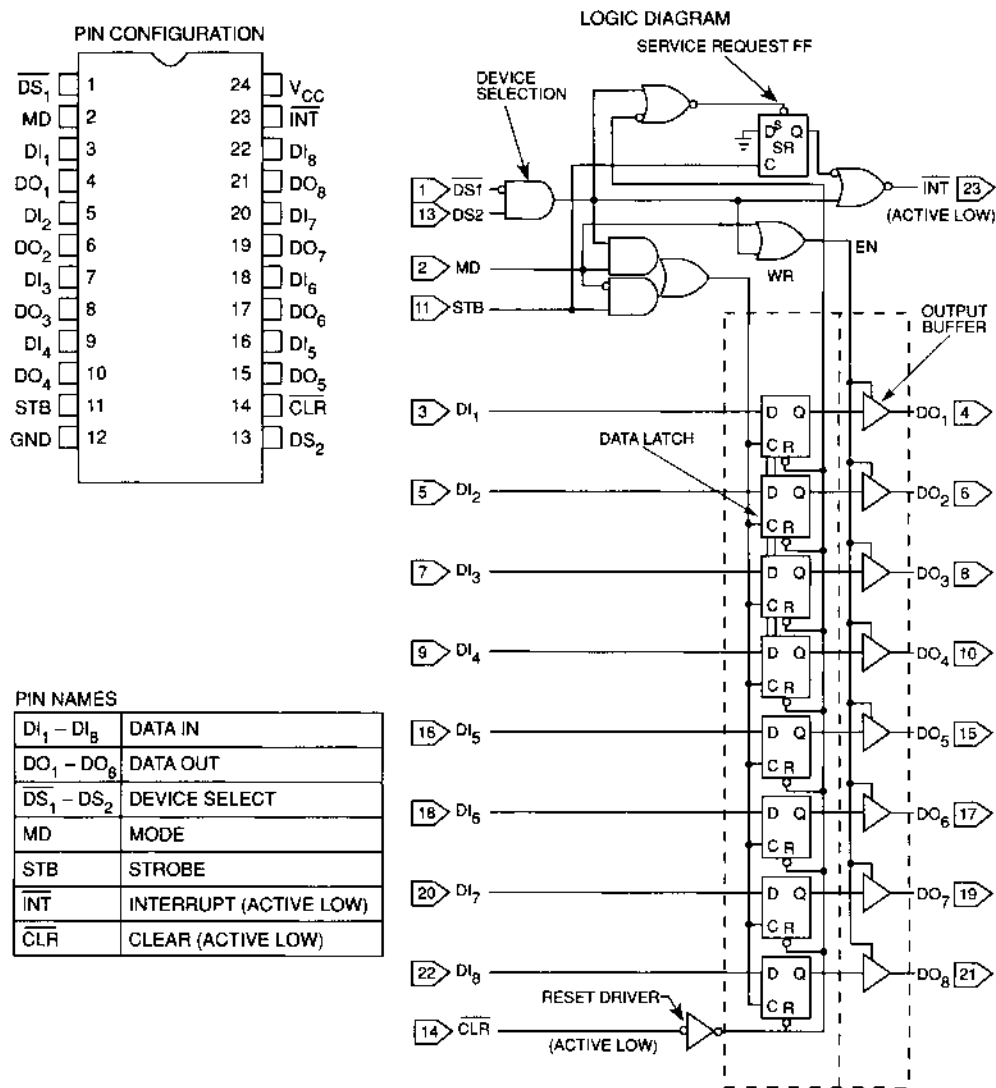 PIN CONFIGURATION
DS1 1 24 VCC
MD 2 23 INT
DI1 3 22 DI8
DO1 4 21 DO8
DI2 5 20 DI7
DO2 6 19 DO7
DI3 7 18 DI6
DO3 8 17 DO6
DI4 9 16 DI5
DO4 10 15 DO5
STB 11 14 CLR
GND 12 13 DS2
PIN NAMES
DI1 – DI8 DATA IN
DO1 – DO8 DATA OUT
DS1 – DS2 DEVICE SELECT
MD MODE
STB STROBE
INT INTERRUPT (ACTIVE LOW)
CLR CLEAR (ACTIVE LOW)
LOGIC DIAGRAM
SERVICE REQUEST FF
DEVICE
SELECTION
D S Q
SR
C
1 DS1
13 DS2
INT 23
(ACTIVE LOW)
2 MD
WR
EN
11 STB
OUTPUT
BUFFER
3 DI1 D Q DO1 4
C R
DATA LATCH
5 DI2 D Q DO2 6
C R
7 DI3 D Q DO3 8
C R
9 DI4 D Q DO4 10
C R
16 DI5 D Q DO5 15
C R
18 DI6 D Q DO6 17
C R
20 DI7 D Q DO7 19
C R
22 DI8 D Q DO8 21
C R
RESET DRIVER
14 CLR
(ACTIVE LOW)